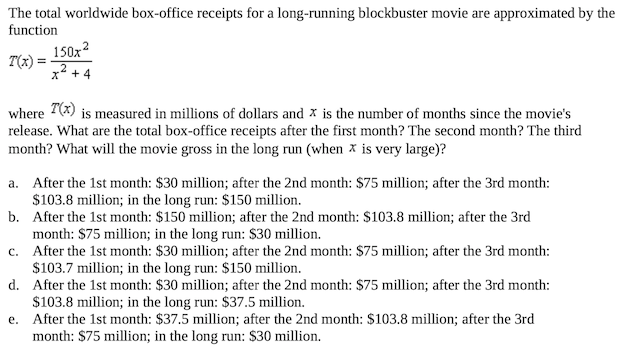 The total worldwide box-office receipts for a long-running blockbuster movie are approximated by the
function
T(x) = 150x² / x² + 4
where T(x) is measured in millions of dollars and x is the number of months since the movie's
release. What are the total box-office receipts after the first month? The second month? The third
month? What will the movie gross in the long run (when x is very large)?
a. After the 1st month: $30 million; after the 2nd month: $75 million; after the 3rd month:
$103.8 million; in the long run: $150 million.
b. After the 1st month: $150 million; after the 2nd month: $103.8 million; after the 3rd
month: $75 million; in the long run: $30 million.
c. After the 1st month: $30 million; after the 2nd month: $75 million; after the 3rd month:
$103.7 million; in the long run: $150 million.
d. After the 1st month: $30 million; after the 2nd month: $75 million; after the 3rd month:
$103.8 million; in the long run: $37.5 million.
e. After the 1st month: $37.5 million; after the 2nd month: $103.8 million; after the 3rd
month: $75 million; in the long run: $30 million.